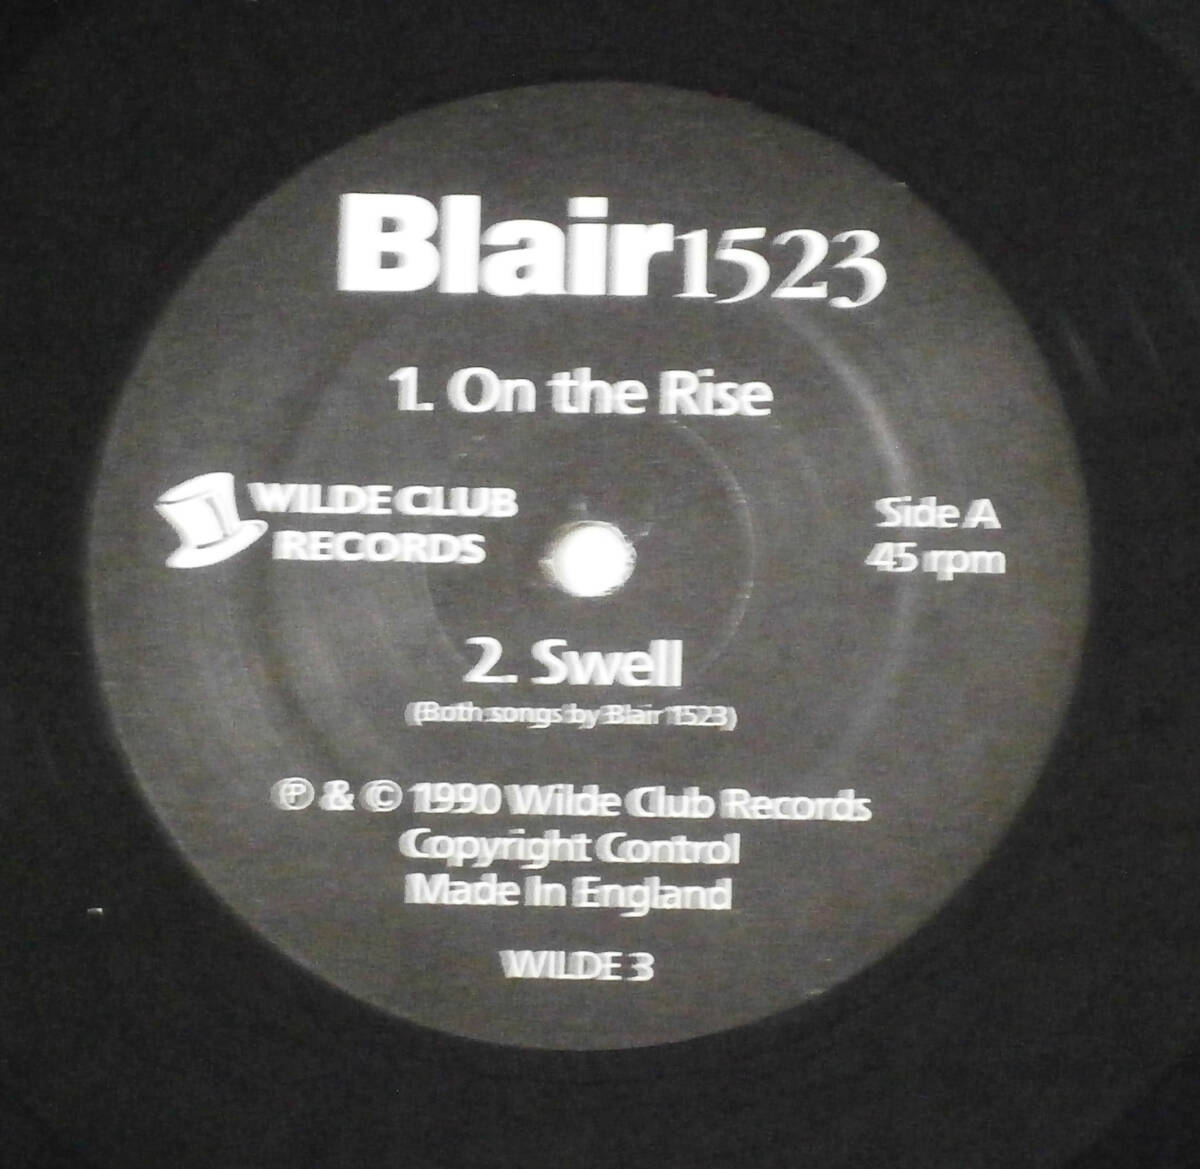 Blair1523
1. On the Rise
WILDE CLUB
RECORDS
Side A
45 rpm
2. Swell
(Both songs by Blair 1523)
℗ & © 1990 Wilde Club Records
Copyright Control
Made In England
WILDE 3